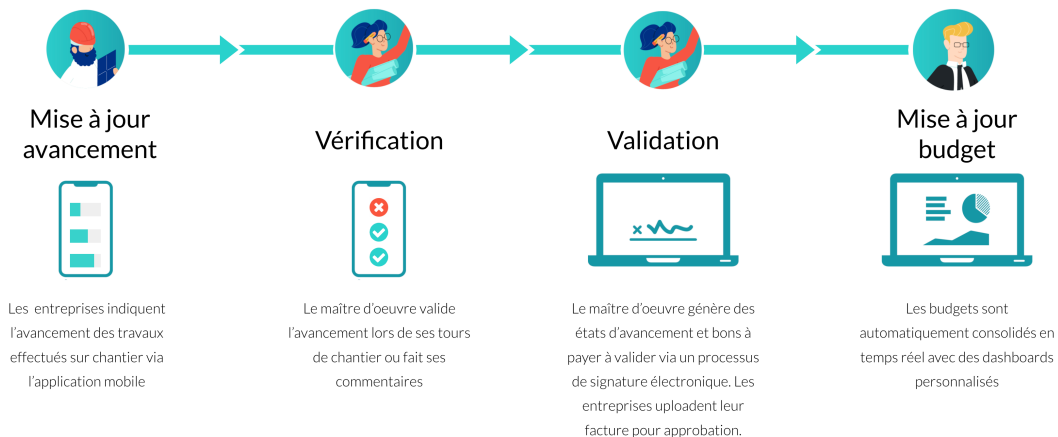 Mise à jour
avancement
Vérification
Validation
Mise à jour
budget
Les entreprises indiquent
l'avancement des travaux
effectués sur chantier via
l'application mobile
Le maître d'oeuvre valide
l'avancement lors de ses tours
de chantier ou fait ses
commentaires
Le maître d'oeuvre génère des
états d'avancement et bons à
payer à valider via un processus
de signature électronique. Les
entreprises uploadent leur
facture pour approbation.
Les budgets sont
automatiquement consolidés en
temps réel avec des dashboards
personnalisés